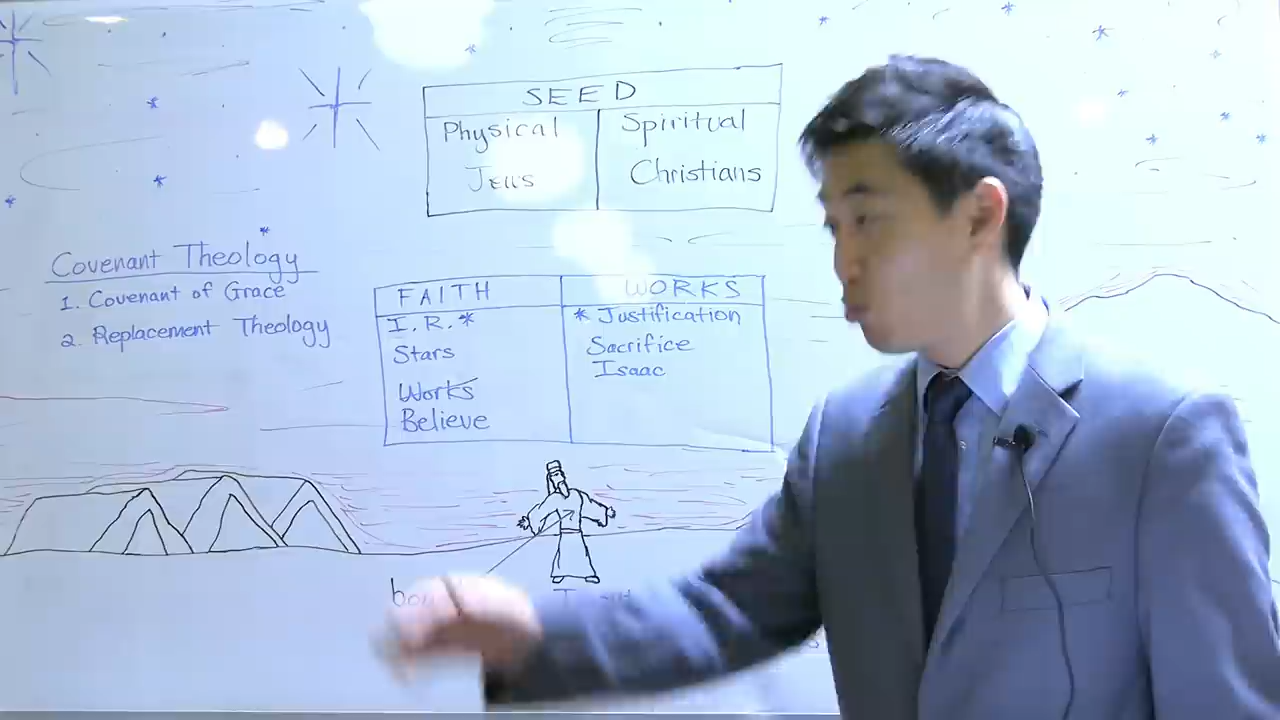 SEED
Physical
Spiritual
Jews
Christians
Covenant Theology
1. Covenant of Grace
2. Replacement Theology
FAITH
WORKS
I.R.*
* Justification
Stars
Sacrifice
Isaac
Works
Believe